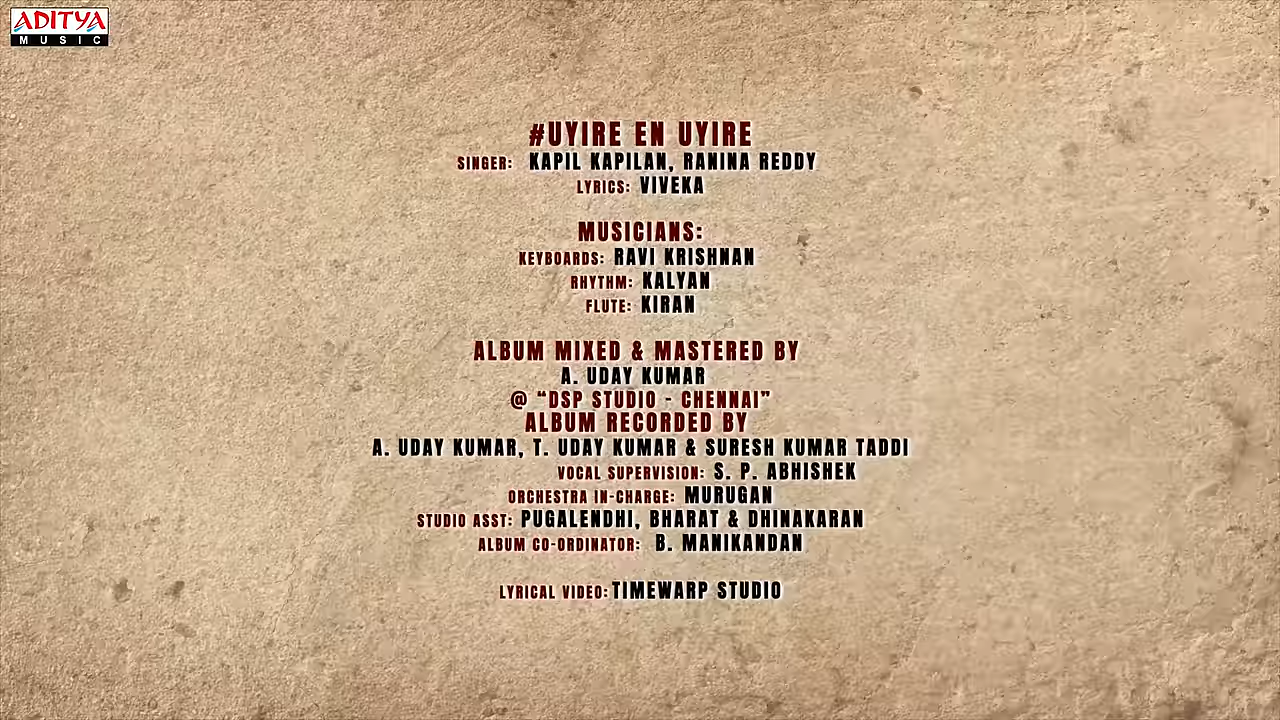 ADITYA
MUSIC
#UYIRE EN UYIRE
SINGER: KAPIL KAPILAN, RANINA REDDY
LYRICS: VIVEKA
MUSICIANS:
KEYBOARDS: RAVI KRISHNAN
RHYTHM: KALYAN
FLUTE: KIRAN
ALBUM MIXED & MASTERED BY
A. UDAY KUMAR
@ “DSP STUDIO - CHENNAI”
ALBUM RECORDED BY
A. UDAY KUMAR, T. UDAY KUMAR & SURESH KUMAR TADDI
VOCAL SUPERVISION: S. P. ABHISHEK
ORCHESTRA IN-CHARGE: MURUGAN
STUDIO ASST: PUGALENDHI, BHARAT & DHINAKARAN
ALBUM CO-ORDINATOR: B. MANIKANDAN
LYRICAL VIDEO: TIMEWARP STUDIO